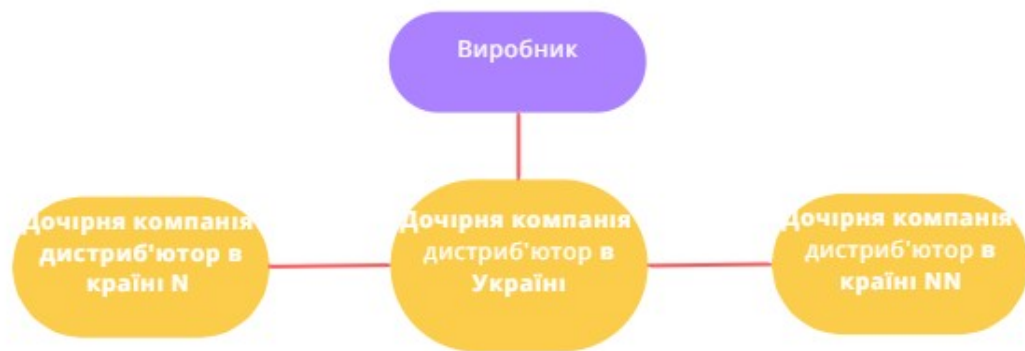 Виробник
Дочірня компанія
дистриб'ютор в
країні N
Дочірня компанія
дистриб'ютор в
Україні
Дочірня компанія
дистриб'ютор в
країні NN